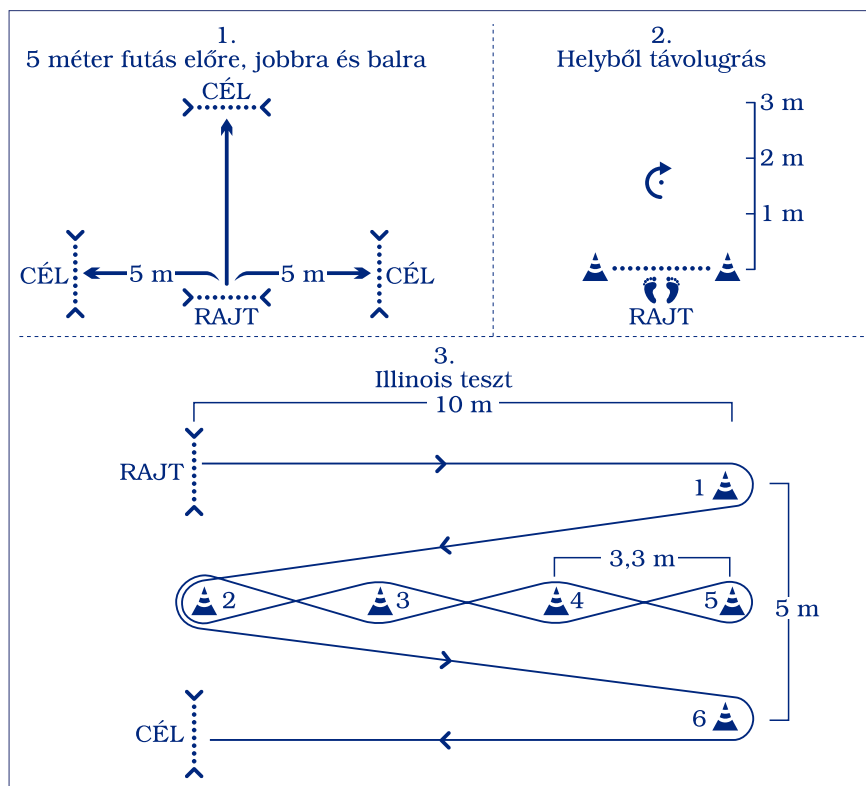 1.
5 méter futás előre, jobbra és balra
CÉL
CÉL
5 m
5 m
CÉL
RAJT
2.
Helyből távolugrás
3 m
2 m
1 m
RAJT
3.
Illinois teszt
10 m
RAJT
1
3,3 m
2
3
4
5
5 m
6
CÉL